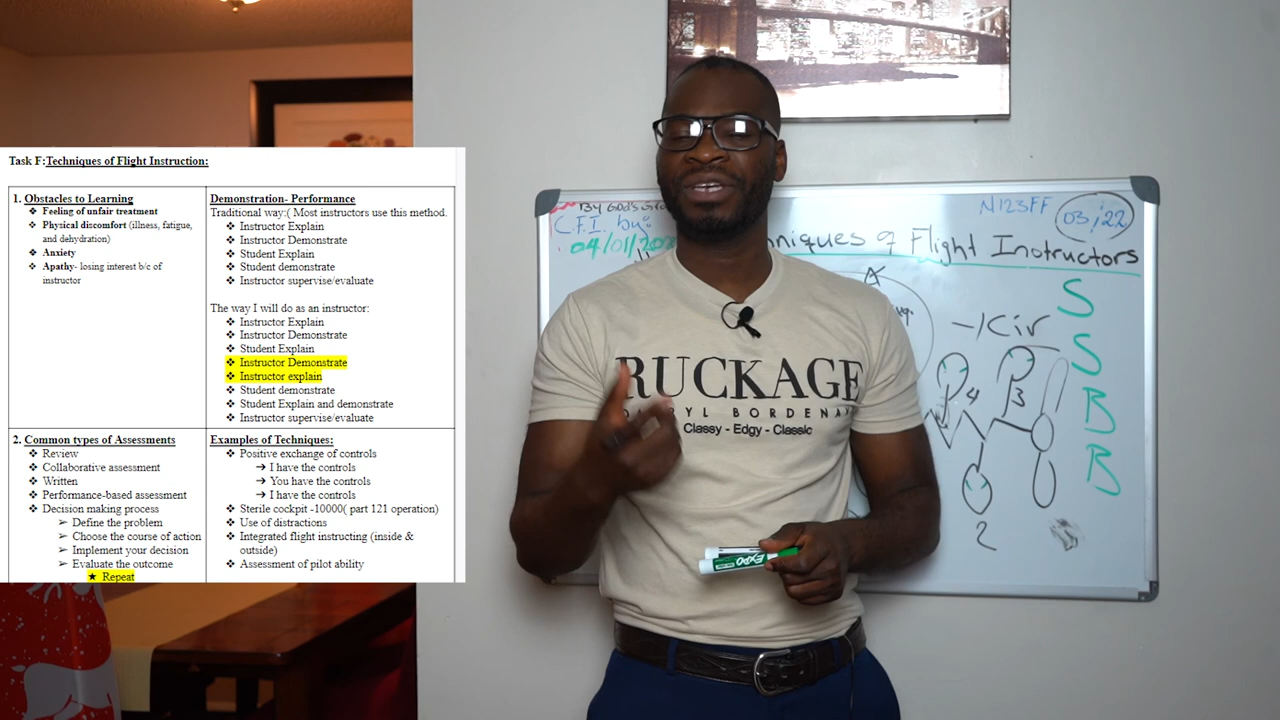 Task F:Techniques of Flight Instruction:
1. Obstacles to Learning
❖ Feeling of unfair treatment
❖ Physical discomfort (illness, fatigue,
and dehydration)
❖ Anxiety
❖ Apathy- losing interest b/c of
instructor
Demonstration- Performance
Traditional way:( Most instructors use this method.
❖ Instructor Explain
❖ Instructor Demonstrate
❖ Student Explain
❖ Student demonstrate
❖ Instructor supervise/evaluate
The way I will do as an instructor:
❖ Instructor Explain
❖ Instructor Demonstrate
❖ Student Explain
❖ Instructor Demonstrate
❖ Instructor explain
❖ Student demonstrate
❖ Student Explain and demonstrate
❖ Instructor supervise/evaluate
2. Common types of Assessments
❖ Review
❖ Collaborative assessment
❖ Written
❖ Performance-based assessment
❖ Decision making process
➢ Define the problem
➢ Choose the course of action
➢ Implement your decision
➢ Evaluate the outcome
★ Repeat
Examples of Techniques:
❖ Positive exchange of controls
➔ I have the controls
➔ You have the controls
➔ I have the controls
❖ Sterile cockpit -10000( part 121 operation)
❖ Use of distractions
❖ Integrated flight instructing (inside &
outside)
❖ Assessment of pilot ability
By God's
C.F.I. by:
04/01/20
N123FF
03/22
niques of Flight Instructors
-1Cir
S
S
B
R
4
3
2
RUCKAGE
Classy - Edgy - Classic
EXPO